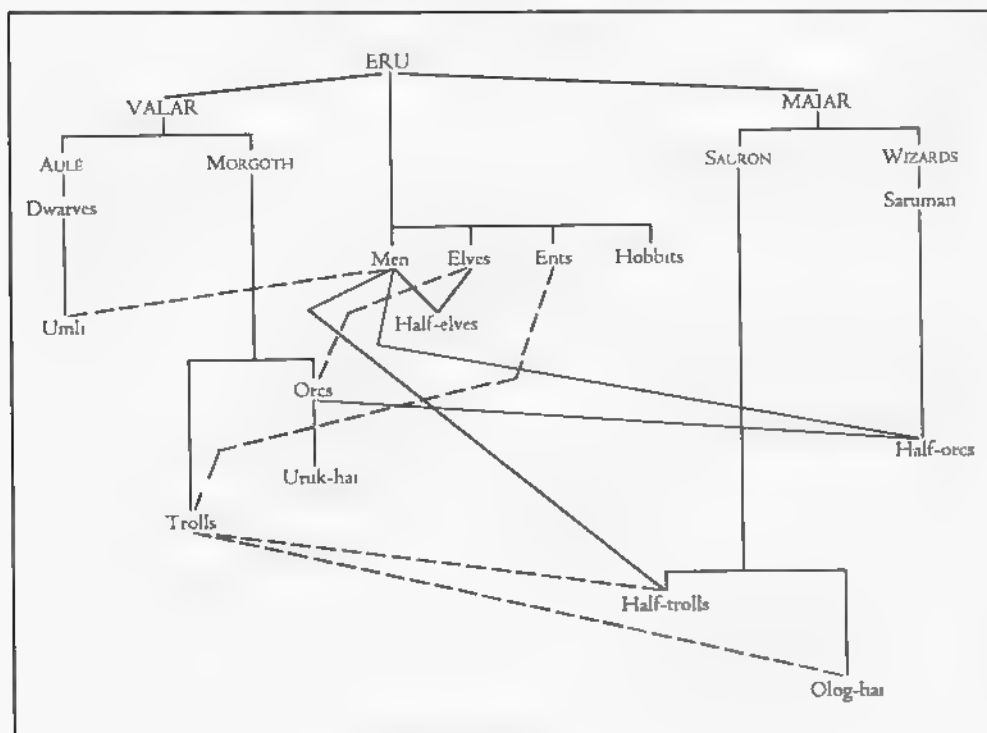 ERU
VALAR
MAIAR
AULË
MORGOTH
SAURON
WIZARDS
Dwarves
Saruman
Men
Elves
Ents
Hobbits
Umli
Half-elves
Orcs
Half-orcs
Uruk-hai
Trolls
Half-trolls
Olog-hai